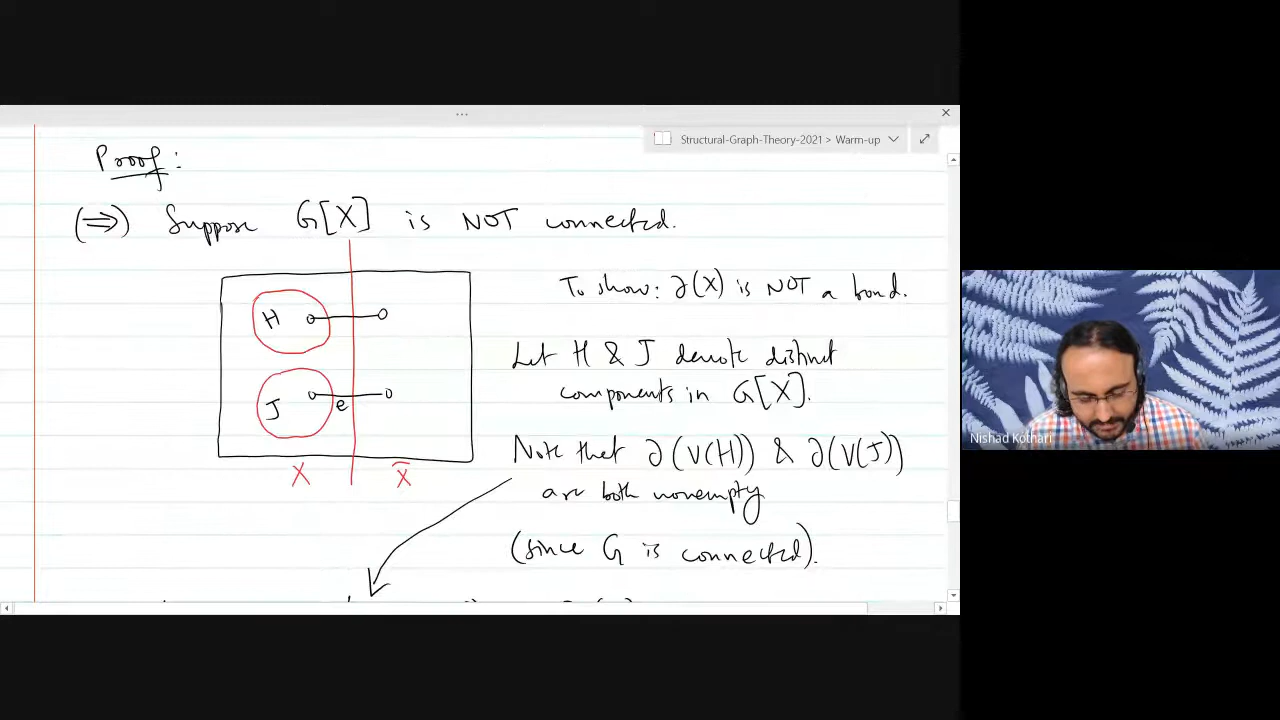 Structural-Graph-Theory-2021 > Warm-up
Proof:
(⇒) Suppose G[X] is NOT connected.
To show: ∂(X) is NOT a bond.
H
Let H & J denote distinct
components in G[X].
J
e
Note that ∂(V(H)) & ∂(V(J))
X
X̄
are both nonempty
(since G is connected).
Nishad Kothari